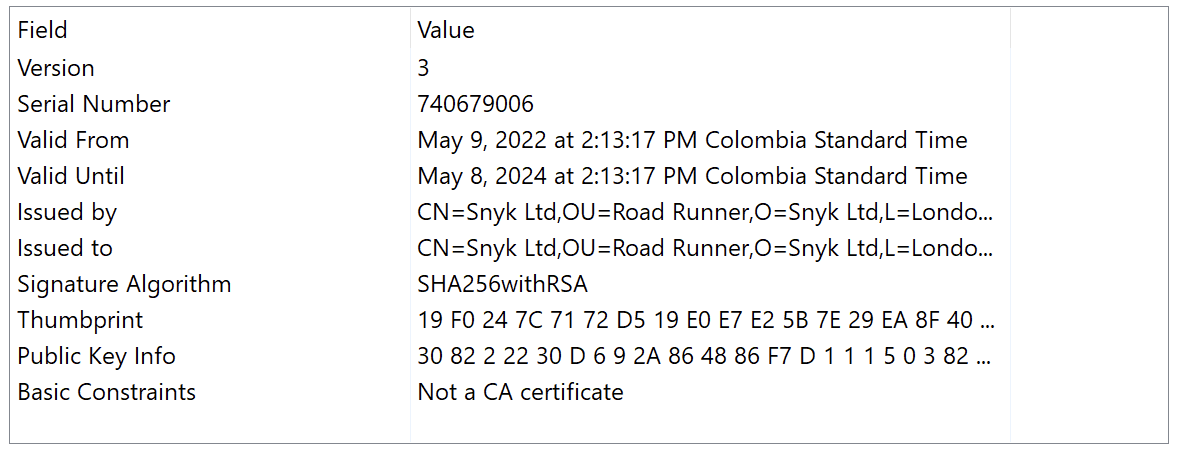 Field Value
Version 3
Serial Number 740679006
Valid From May 9, 2022 at 2:13:17 PM Colombia Standard Time
Valid Until May 8, 2024 at 2:13:17 PM Colombia Standard Time
Issued by CN=Snyk Ltd,OU=Road Runner,O=Snyk Ltd,L=Londo...
Issued to CN=Snyk Ltd,OU=Road Runner,O=Snyk Ltd,L=Londo...
Signature Algorithm SHA256withRSA
Thumbprint 19 F0 24 7C 71 72 D5 19 E0 E7 E2 5B 7E 29 EA 8F 40 ...
Public Key Info 30 82 2 22 30 D 6 9 2A 86 48 86 F7 D 1 1 1 5 0 3 82 ...
Basic Constraints Not a CA certificate